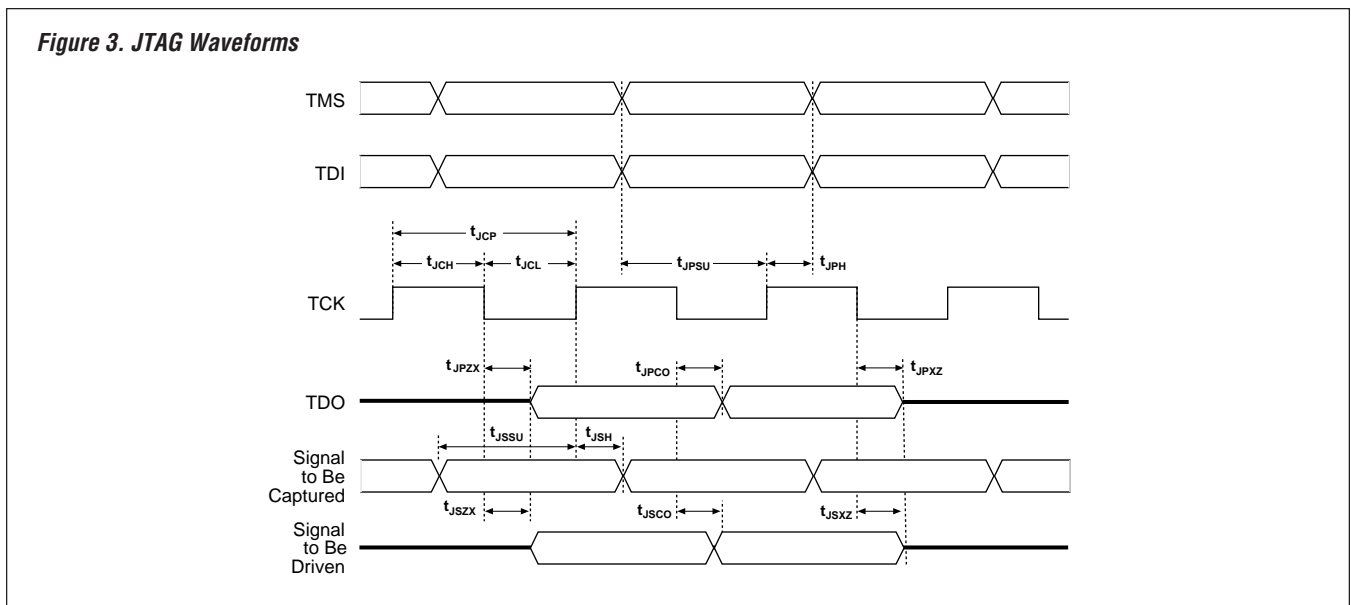 Figure 3. JTAG Waveforms
TMS
TDI
tJCP
tJCH
tJCL
tJPSU
tJPH
TCK
tJPZX
tJPCO
tJPXZ
TDO
tJSSU
tJSH
Signal
to Be
Captured
tJSZX
tJSCO
tJSXZ
Signal
to Be
Driven